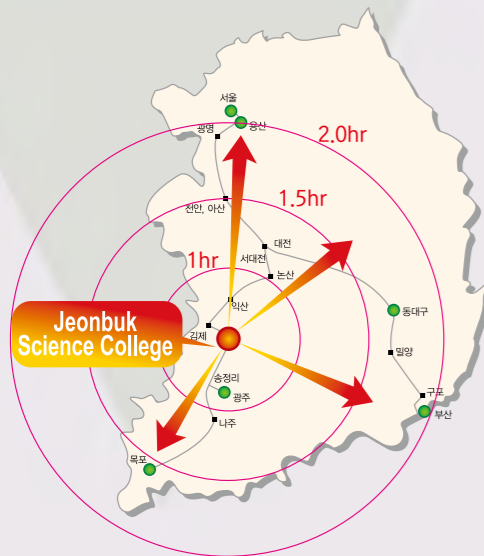 서울
용산
광명
2.0hr
천안, 아산
1.5hr
대전
서대전
1hr
논산
익산
Jeonbuk
Science College
김제
동대구
밀양
송정리
광주
구포
부산
나주
목포